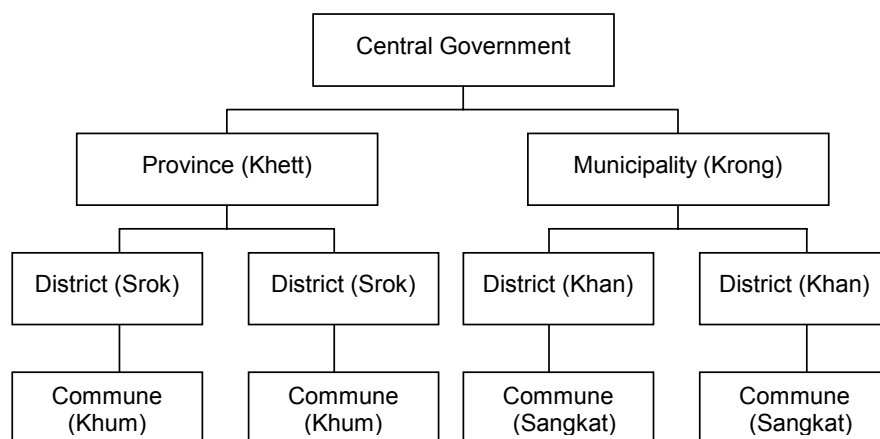 Central Government
Province (Khett)
Municipality (Krong)
District (Srok)
District (Srok)
District (Khan)
District (Khan)
Commune
(Khum)
Commune
(Khum)
Commune
(Sangkat)
Commune
(Sangkat)